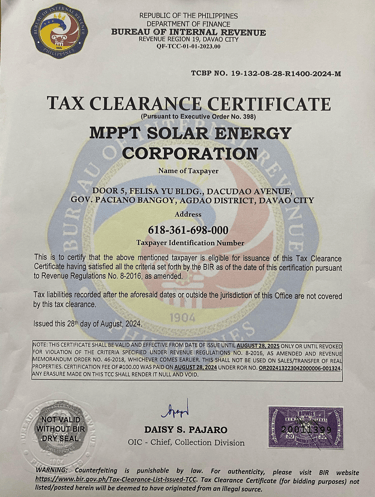 REPUBLIC OF THE PHILIPPINES
DEPARTMENT OF FINANCE
BUREAU OF INTERNAL REVENUE
REVENUE REGION 19, DAVAO CITY
QF-TCC-01-01-2023.00
TCBP NO. 19-132-08-28-R1400-2024-M
TAX CLEARANCE CERTIFICATE
(Pursuant to Executive Order No. 398)
MPPT SOLAR ENERGY
CORPORATION
Name of Taxpayer
DOOR 5, FELISA YU BLDG., DACUDAO AVENUE,
GOV. PACIANO BANGOY, AGDAO DISTRICT, DAVAO CITY
Address
618-361-698-000
Taxpayer Identification Number
This is to certify that the above mentioned taxpayer is eligible for issuance of this Tax Clearance
Certificate having satisfied all the criteria set forth by the BIR as of the date of this certification pursuant
to Revenue Regulations No. 8-2016, as amended.
Tax liabilities recorded after the aforesaid dates or outside the jurisdiction of this Office are not covered
by this tax clearance.
1904
Issued this 28th day of August, 2024.
NOTE: THIS CERTIFICATE SHALL BE VALID AND EFFECTIVE FROM DATE OF ISSUE UNTIL AUGUST 28, 2025 ONLY OR UNTIL REVOKED
FOR VIOLATION OF THE CRITERIA SPECIFIED UNDER REVENUE REGULATIONS NO. 8-2016, AS AMENDED AND REVENUE
MEMORANDUM ORDER NO. 46-2018, WHICHEVER COMES EARLIER. THIS SHALL NOT BE USED ON SALES/TRANSFER OF REAL
PROPERTIES. CERTIFICATION FEE OF ₱100.00 WAS PAID ON AUGUST 28, 2024 UNDER ROR NO.
ANY ERASURE MADE ON THIS TCC SHALL RENDER IT NULL AND VOID.
NOT VALID
WITHOUT BIR
DRY SEAL
DAISY S. PAJARO
OIC - Chief, Collection Division
WARNING: Counterfeiting is punishable by law. For authenticity, please visit BIR website
https://www.bir.gov.ph/Tax-Clearance-List-Issued-TCC. Tax Clearance Certificate (for bidding purposes) not
listed/posted herein will be deemed to have originated from an illegal source.